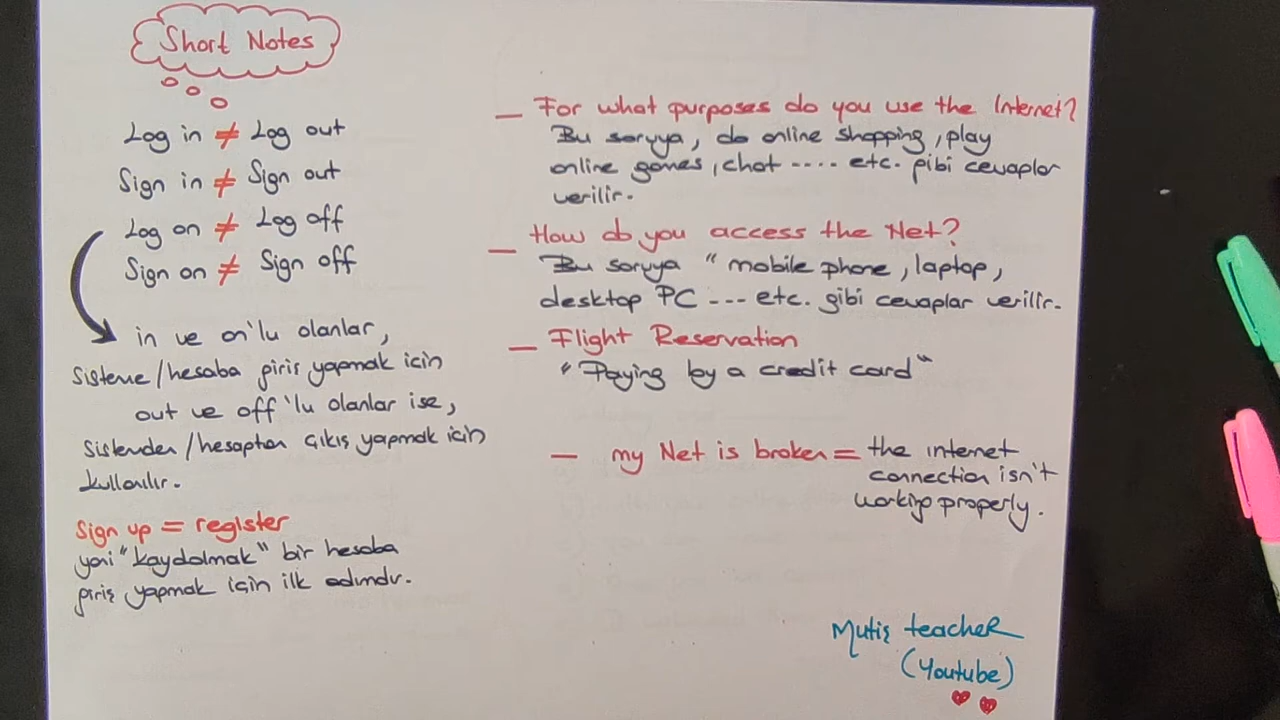 Short Notes
Log in ≠ Log out
Sign in ≠ Sign out
Log on ≠ Log off
Sign on ≠ Sign off
in ve on'lu olanlar,
sisteme/hesaba giriş yapmak icin
out ve off'lu olanlar ise,
sistemden/hesaptan çıkış yapmak icin
kullanılır.
Sign up = register
yani "kaydolmak" bir hesaba
giriş yapmak için ilk adımdır.
— For what purposes do you use the Internet?
Bu soruya, do online shopping, play
online games, chat ---- etc. gibi cevaplar
verilir.
— How do you access the Net?
Bu soruya " mobile phone, laptop,
desktop PC --- etc. gibi cevaplar verilir.
— Flight Reservation
"Paying by a credit card"
— my Net is broken = the internet
connection isn't
working properly.
Mutiş teacher
(Youtube)